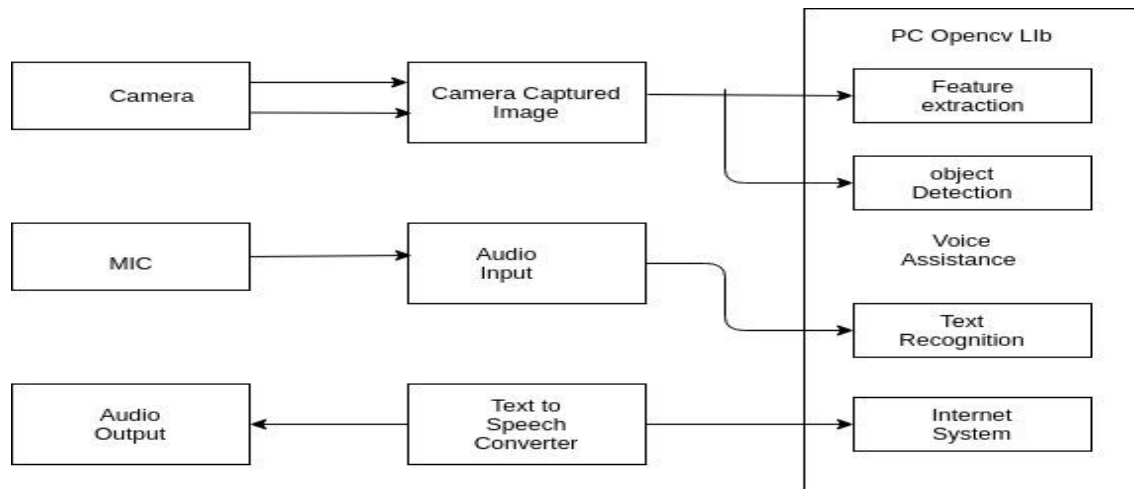 PC Opencv LIb
Camera
Camera Captured
Image
Feature
extraction
object
Detection
MIC
Audio
Input
Voice
Assistance
Text
Recognition
Audio
Output
Text to
Speech
Converter
Internet
System